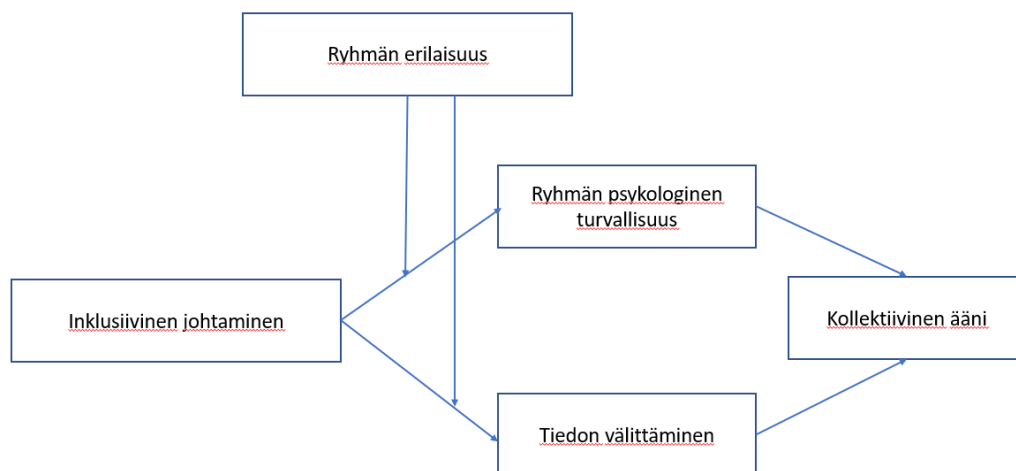 Ryhmän erilaisuus
Ryhmän psykologinen
turvallisuus
Inklusiivinen johtaminen
Kollektiivinen ääni
Tiedon välittäminen